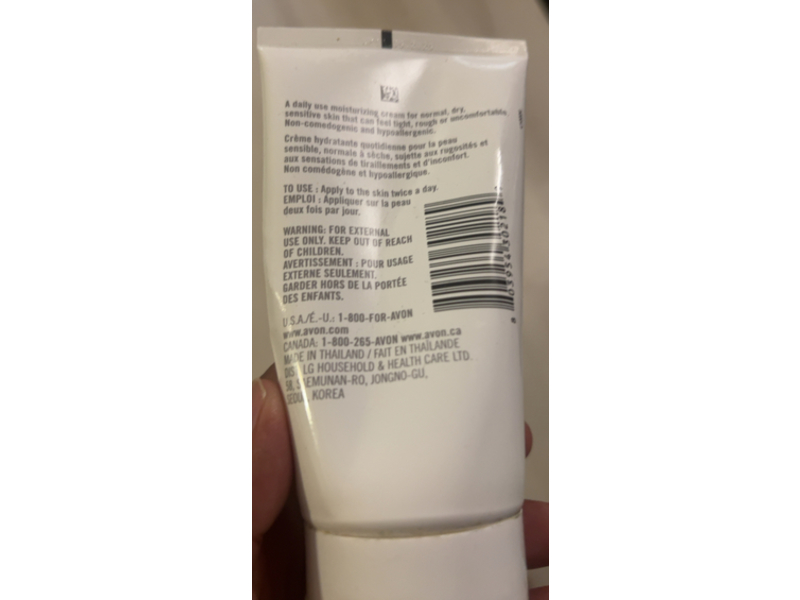 A daily use moisturizing cream for normal, dry,
sensitive skin that can feel tight, rough or uncomfortable.
Non-comedogenic and hypoallergenic.
Crème hydratante quotidienne pour la peau
sensible, normale à sèche, sujette aux rugosités et
aux sensations de tiraillements et d'inconfort.
Non comédogène et hypoallergique.
TO USE : Apply to the skin twice a day.
EMPLOI : Appliquer sur la peau
deux fois par jour.
WARNING: FOR EXTERNAL
USE ONLY. KEEP OUT OF REACH
OF CHILDREN.
AVERTISSEMENT : POUR USAGE
EXTERNE SEULEMENT.
GARDER HORS DE LA PORTÉE
DES ENFANTS.
U.S.A./É.-U.: 1-800-FOR-AVON
www.avon.com
CANADA: 1-800-265-AVON www.avon.ca
MADE IN THAILAND / FAIT EN THAÏLANDE
LG HOUSEHOLD & HEALTH CARE LTD.
58, SAEMUNAN-RO, JONGNO-GU,
SEOUL, KOREA